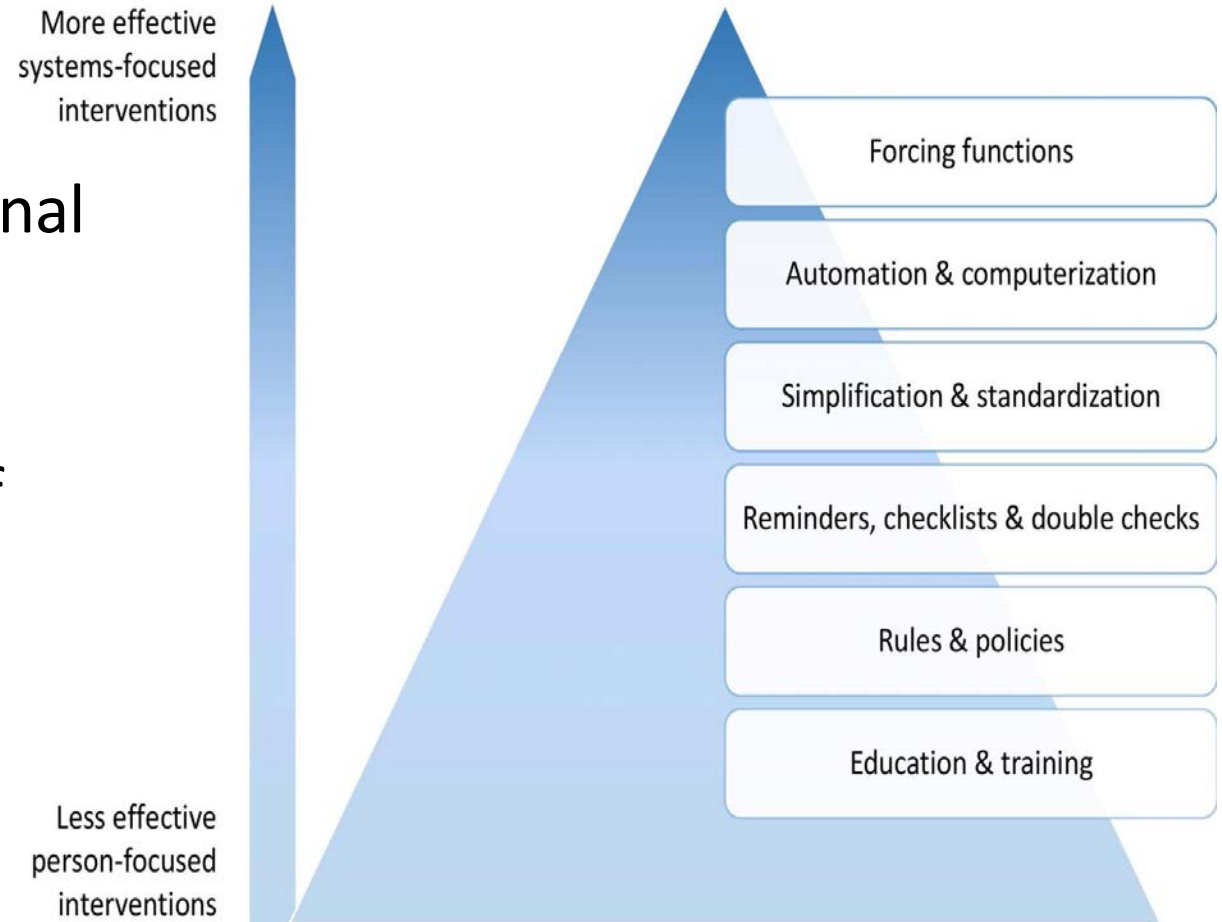 More effective
systems-focused
interventions
nal
Forcing functions
Automation & computerization
Simplification & standardization
Reminders, checklists & double checks
Rules & policies
Education & training
Less effective
person-focused
interventions